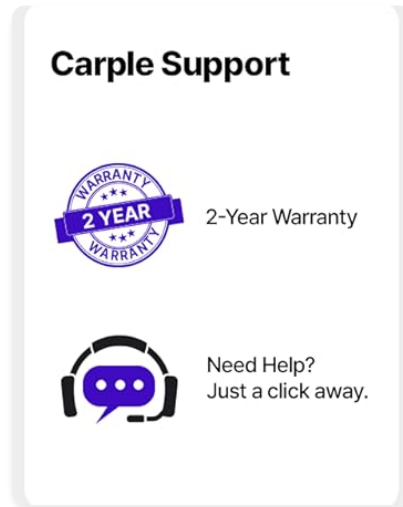 Carple Support
WARRANTY
2 YEAR
WARRANTY
2-Year Warranty
Need Help?
Just a click away.